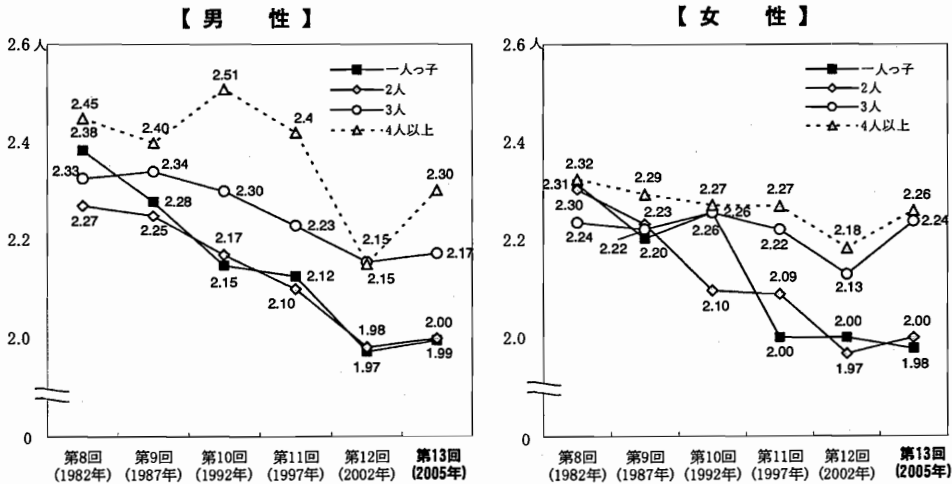 【 男 性 】
2.6人
2.4
2.2
2.0
0
一人っ子
2人
3人
4人以上
2.45
2.38
2.33
2.27
2.40
2.34
2.28
2.25
2.51
2.30
2.17
2.15
2.4
2.23
2.12
2.10
2.15
2.15
1.98
1.97
2.30
2.17
2.00
1.99
第8回
(1982年)
第9回
(1987年)
第10回
(1992年)
第11回
(1997年)
第12回
(2002年)
第13回
(2005年)
【 女 性 】
2.6人
2.4
2.2
2.0
0
一人っ子
2人
3人
4人以上
2.32
2.31
2.30
2.24
2.29
2.23
2.22
2.20
2.27
2.26
2.26
2.10
2.27
2.22
2.09
2.00
2.18
2.13
2.00
1.97
2.26
2.24
2.00
1.98
第8回
(1982年)
第9回
(1987年)
第10回
(1992年)
第11回
(1997年)
第12回
(2002年)
第13回
(2005年)